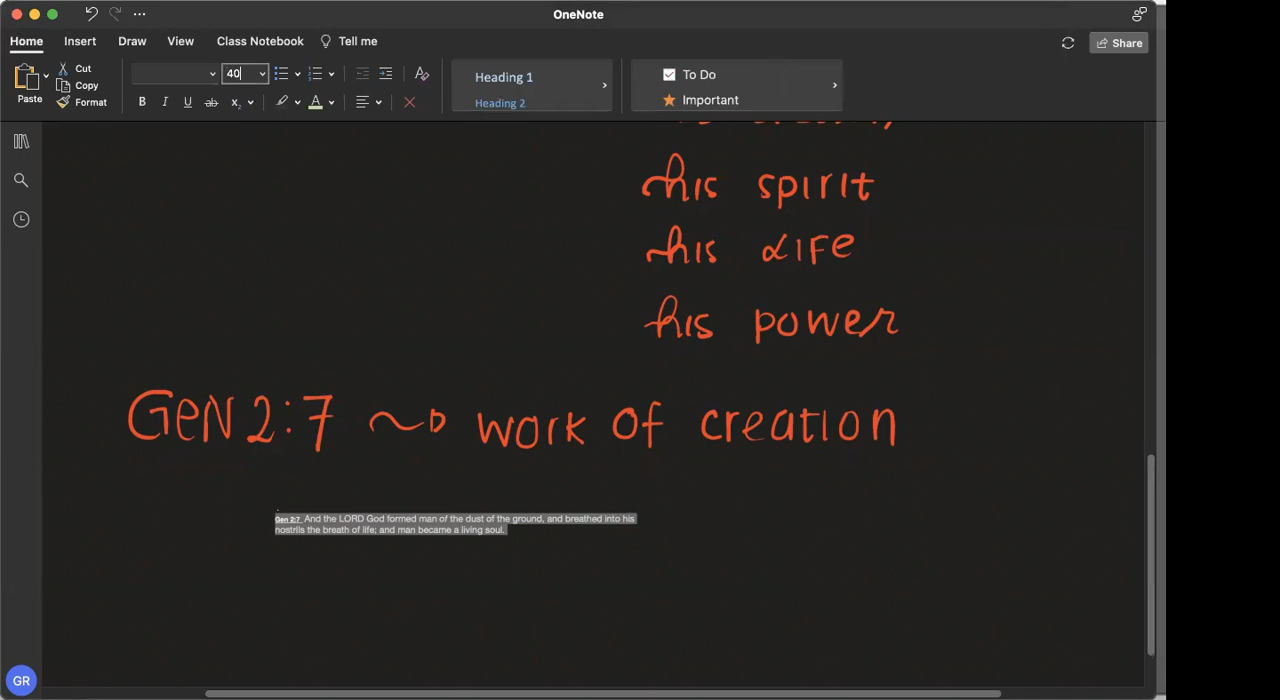 OneNote
Home Insert Draw View Class Notebook Tell me
Share
Paste
Cut
Copy
Format
40
B I U ab x A
Heading 1
Heading 2
To Do
Important
his spirit
his LIFe
his power
GeN 2:7 work of creation
Gen 2:7 And the LORD God formed man of the dust of the ground, and breathed into his
nostrils the breath of life; and man became a living soul.
GR